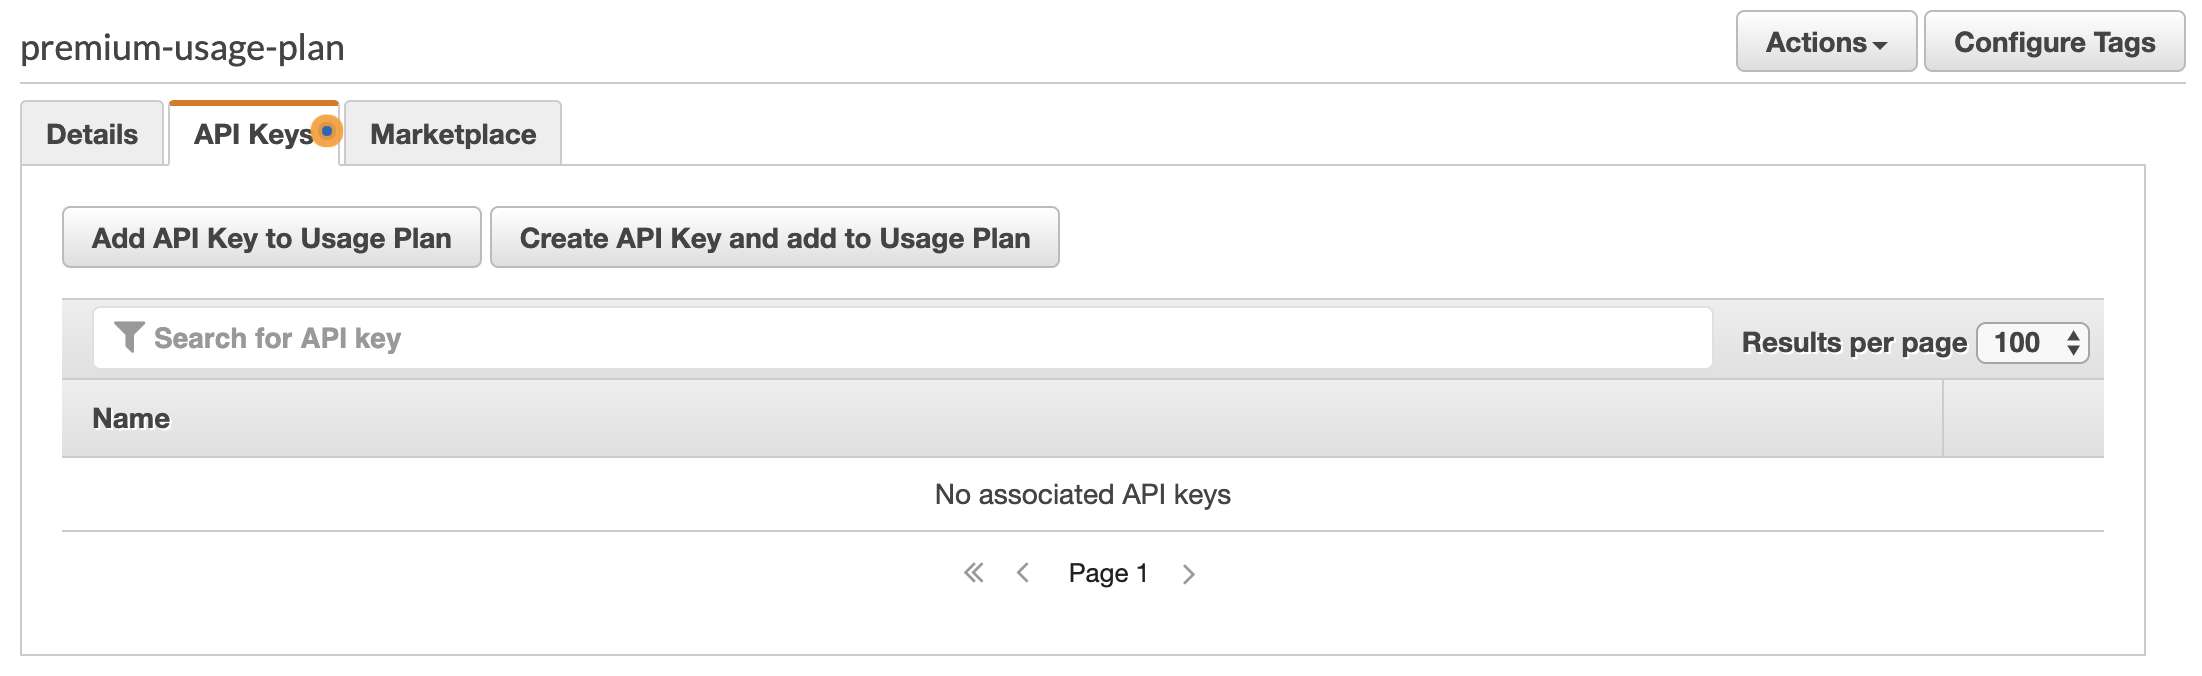 premium-usage-plan
Actions
Configure Tags
Details
API Keys
Marketplace
Add API Key to Usage Plan
Create API Key and add to Usage Plan
Search for API key
Results per page 100
Name
No associated API keys
Page 1